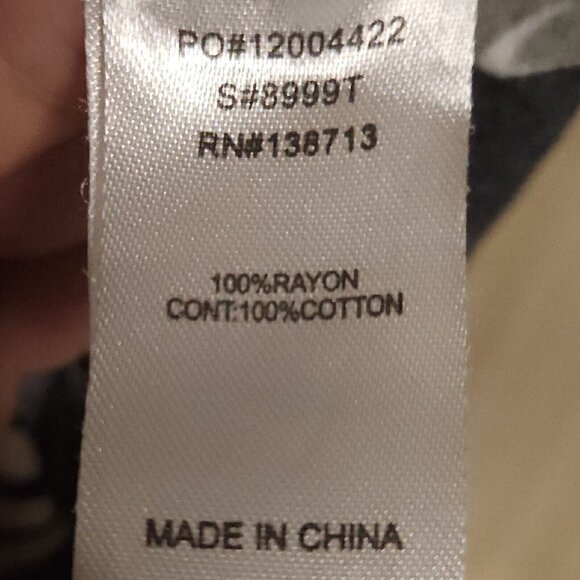 PO#12004422
S#8999T
RN#138713
100%RAYON
CONT:100%COTTON
MADE IN CHINA